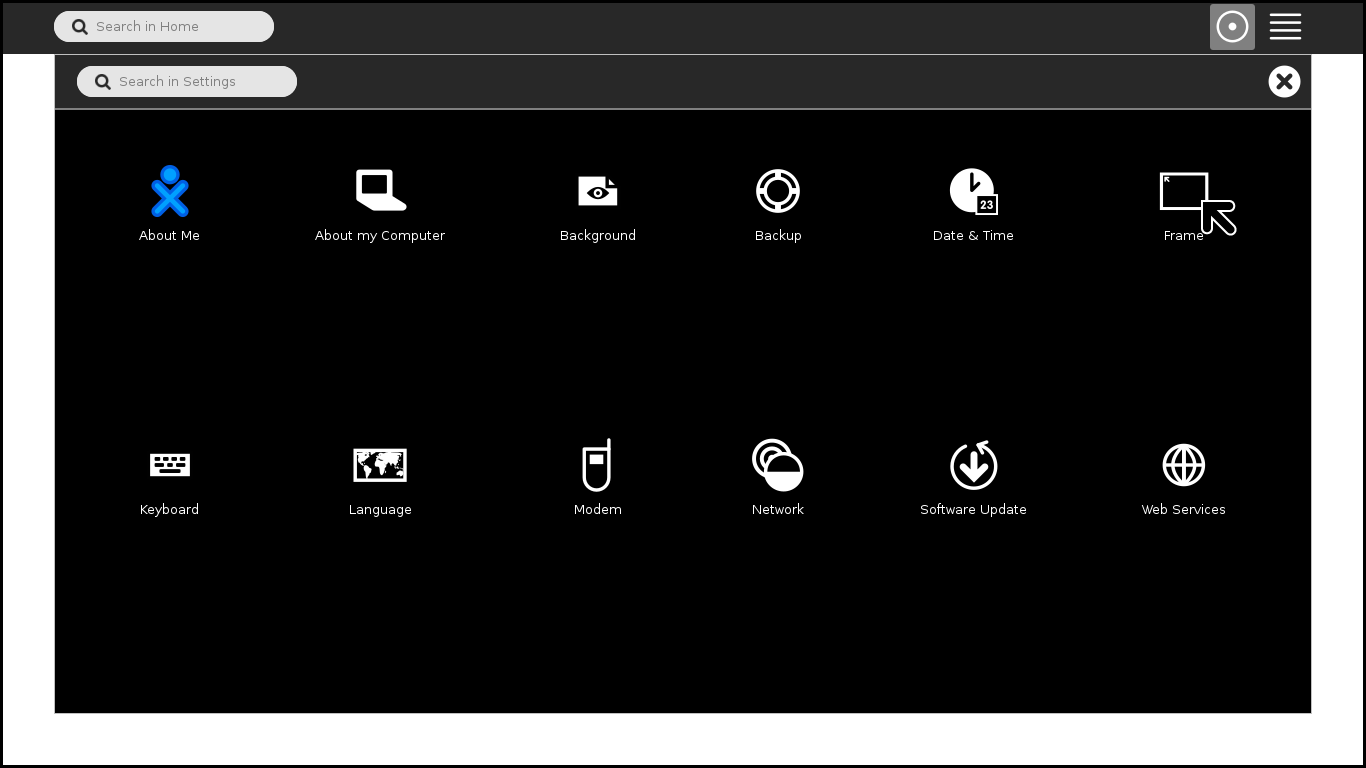 Search in Home
Search in Settings
About Me
About my Computer
Background
Backup
Date & Time
23
Frame
Keyboard
Language
Modem
Network
Software Update
Web Services